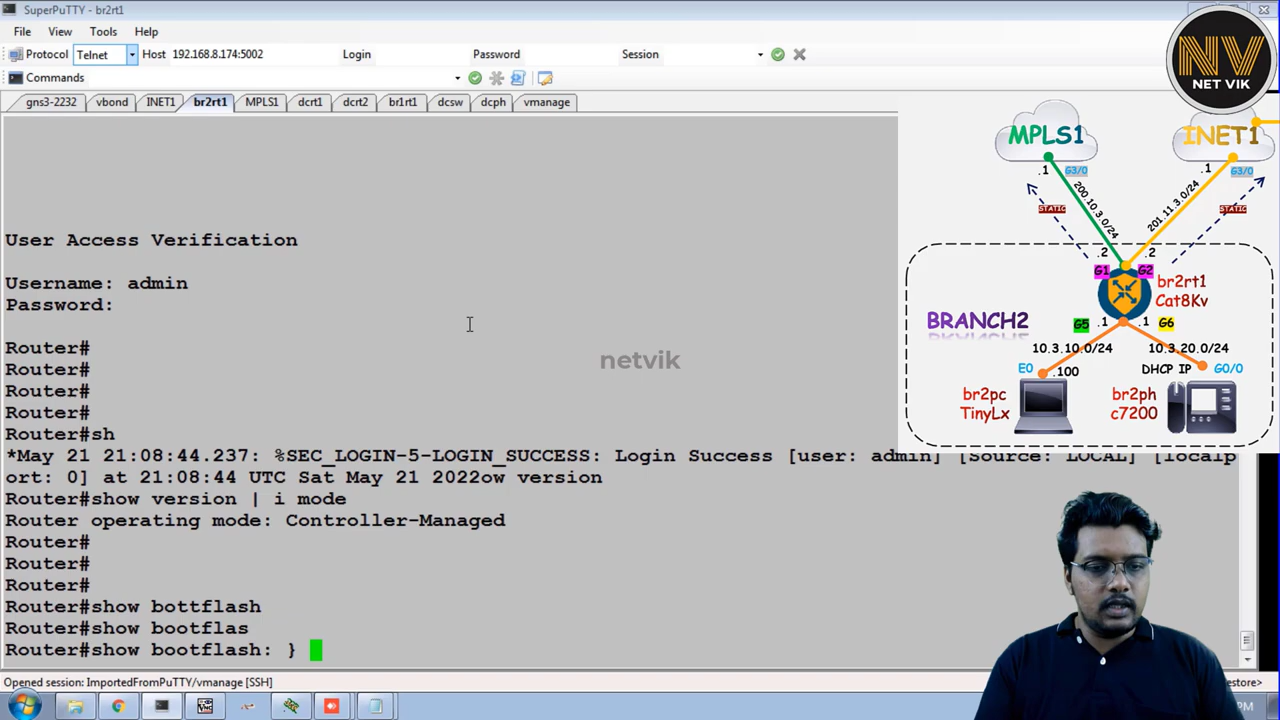 SuperPuTTY - br2rt1
File View Tools Help
Protocol Telnet Host 192.168.8.174:5002 Login Password Session
Commands
gns3-2232 vbond INET1 br2rt1 MPLS1 dcrt1 dcrt2 br1rt1 dcsw dcph vmanage
User Access Verification
Username: admin
Password:
Router#
Router#
Router#
Router#
Router#sh
*May 21 21:08:44.237: %SEC_LOGIN-5-LOGIN_SUCCESS: Login Success [user: admin] [Source: LOCAL] [localp
ort: 0] at 21:08:44 UTC Sat May 21 2022ow version
Router#show version | i mode
Router operating mode: Controller-Managed
Router#
Router#
Router#
Router#show bottflash
Router#show bootflas
Router#show bootflash: }
netvik
NV
NET VIK
MPLS1
INET1
.1 G3/0
.1 G3/0
200.10.3.0/24
201.11.3.0/24
STATIC
STATIC
.2 .2
G1 G2
br2rt1
Cat8Kv
BRANCH2
G5 .1 .1 G6
10.3.10.0/24 10.3.20.0/24
E0 .100 DHCP IP G0/0
br2pc
TinyLx
br2ph
c7200
Opened session: ImportedFromPuTTY/vmanage [SSH]
estore>
PM